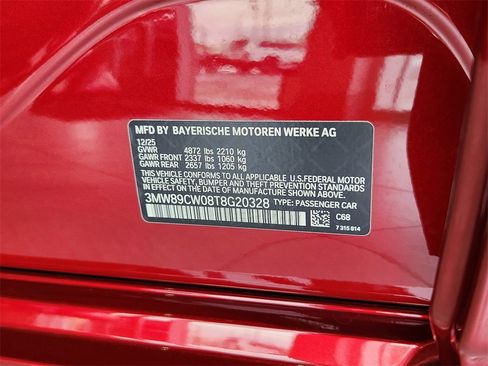 MFD BY BAYERISCHE MOTOREN WERKE AG
12/25
GVWR 4872 lbs 2210 kg
GAWR FRONT 2337 lbs 1060 kg
GAWR REAR 2657 lbs 1205 kg
THIS VEHICLE CONFORMS TO ALL APPLICABLE U.S.FEDERAL MOTOR
VEHICLE SAFETY, BUMPER, AND THEFT PREVENTION
STANDARDS IN EFFECT ON THE DATE OF MANUFACTURE SHOWN ABOVE.
3MW89CW08T8G20328 TYPE: PASSENGER CAR
C68
7 315 814